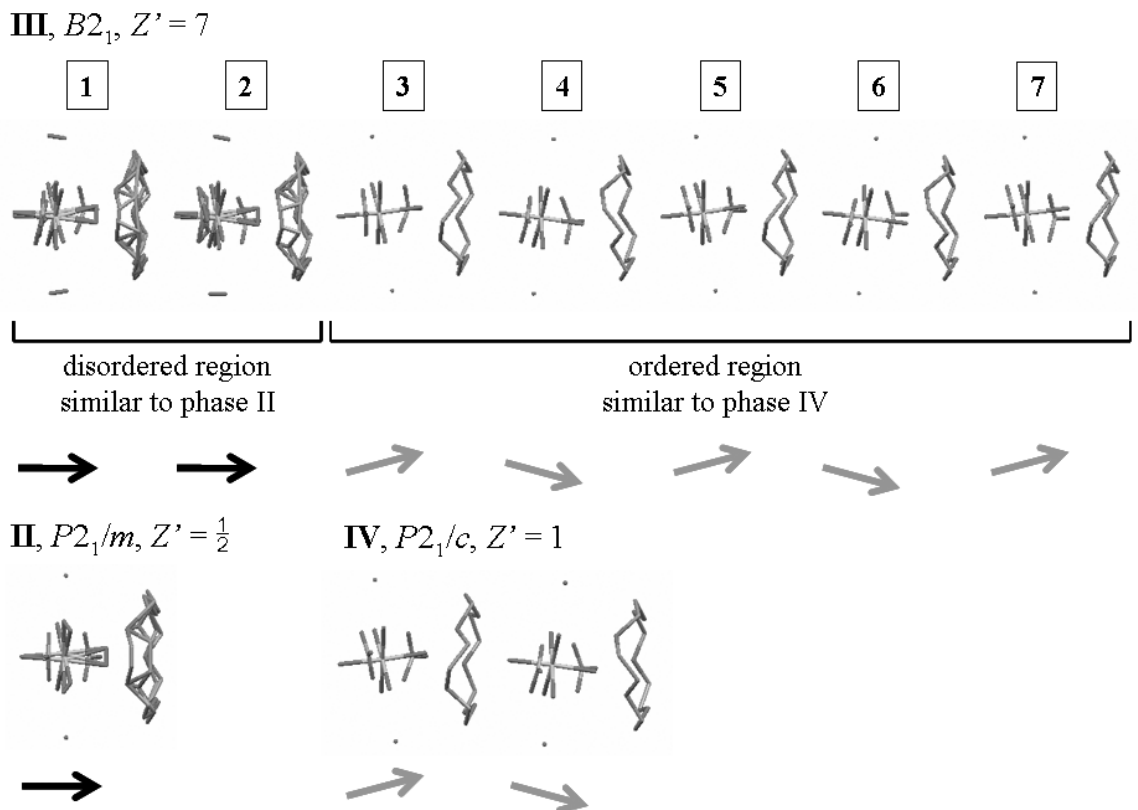 III, B2₁, Z’ = 7
1 2 3 4 5 6 7
disordered region
similar to phase II
ordered region
similar to phase IV
II, P2₁/m, Z’ = ½
IV, P2₁/c, Z’ = 1